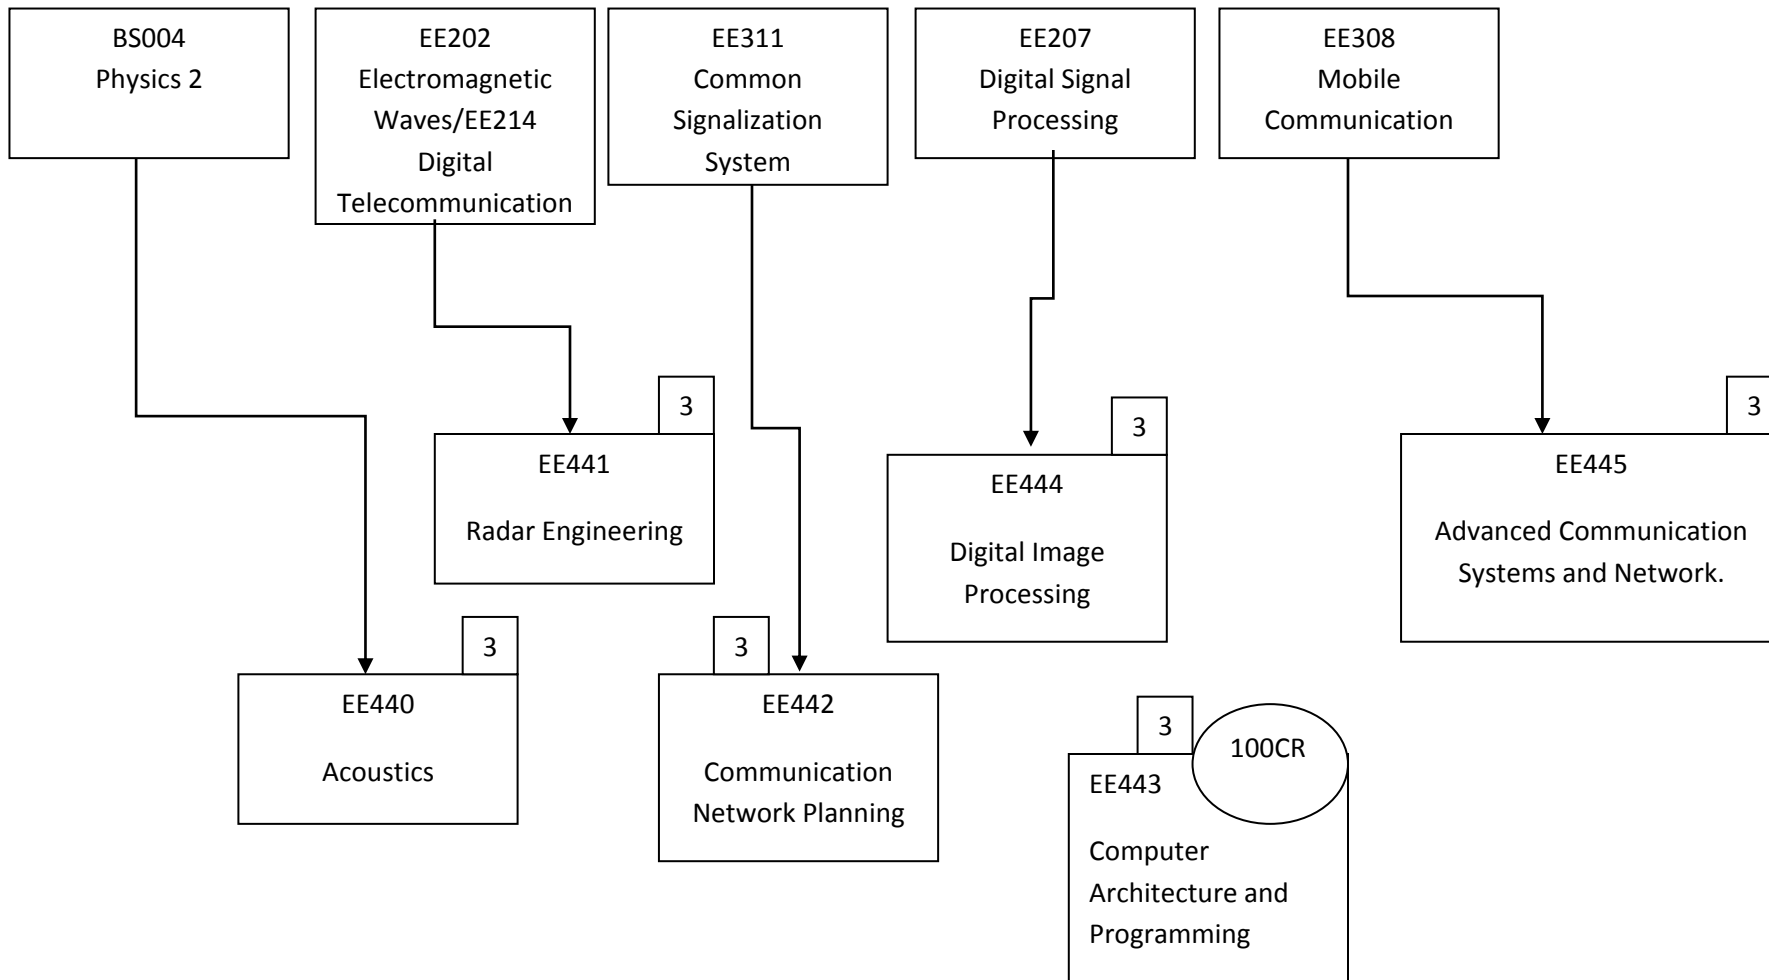 BS004
Physics 2
EE202
Electromagnetic
Waves/EE214
Digital
Telecommunication
EE311
Common
Signalization
System
EE207
Digital Signal
Processing
EE308
Mobile
Communication
3
EE441
Radar Engineering
3
EE444
Digital Image
Processing
3
EE445
Advanced Communication
Systems and Network.
3
EE440
Acoustics
3
EE442
Communication
Network Planning
3
100CR
EE443
Computer
Architecture and
Programming